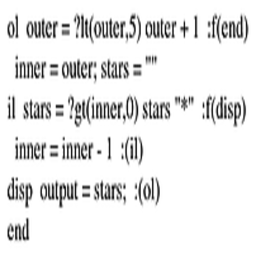 ol outer = ?lt(outer,5) outer + 1 :f(end)
inner = outer; stars = ""
il stars = ?gt(inner,0) stars "*" :f(disp)
inner = inner - 1 :(il)
disp output = stars; :(ol)
end